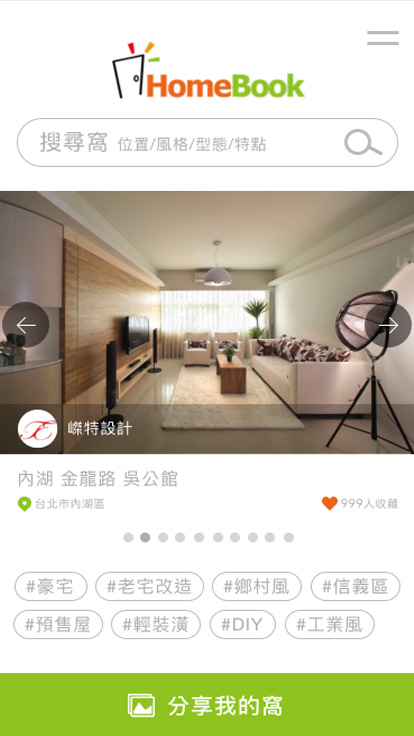 HomeBook
搜尋窩 位置/風格/型態/特點
嶸特設計
內湖 金龍路 吳公館
台北市內湖區 999人收藏
#豪宅 #老宅改造 #鄉村風 #信義區
#預售屋 #輕裝潢 #DIY #工業風
分享我的窩